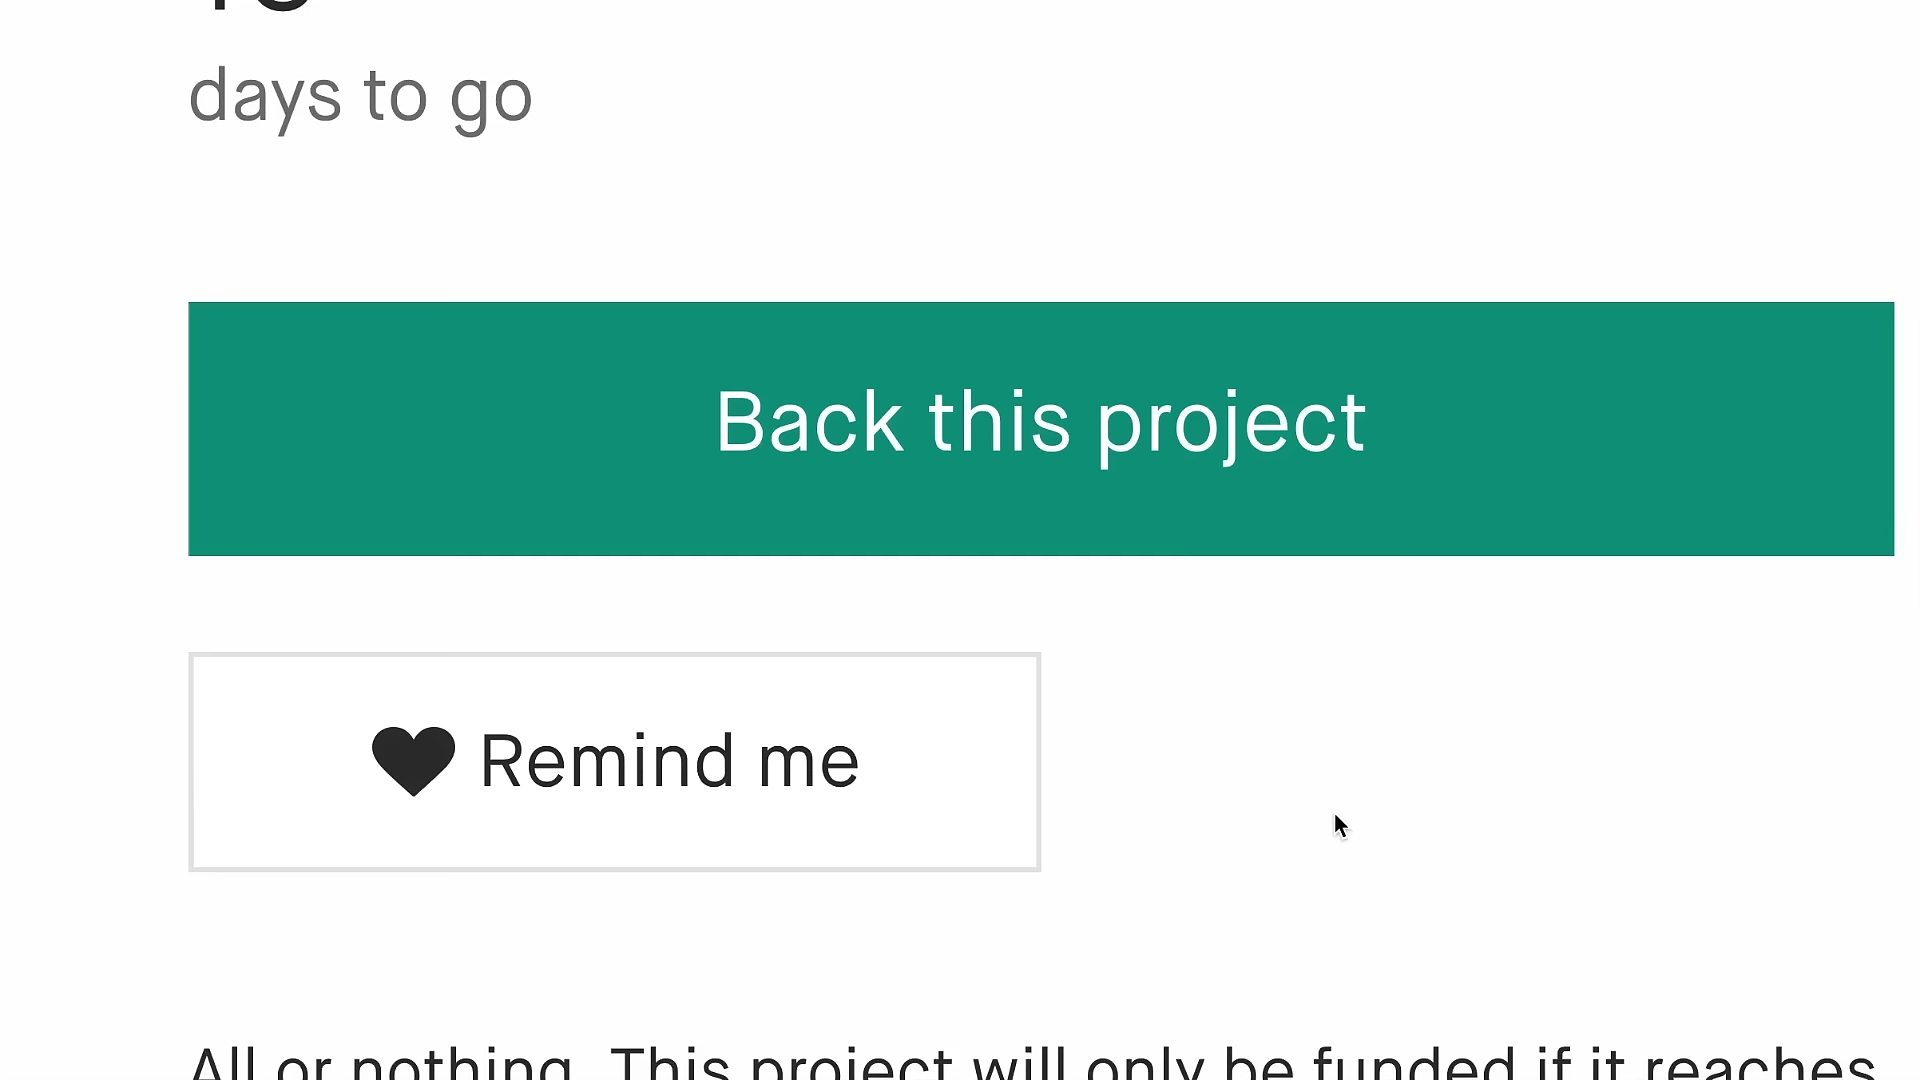 days to go
Back this project
Remind me
All or nothing. This project will only be funded if it reaches